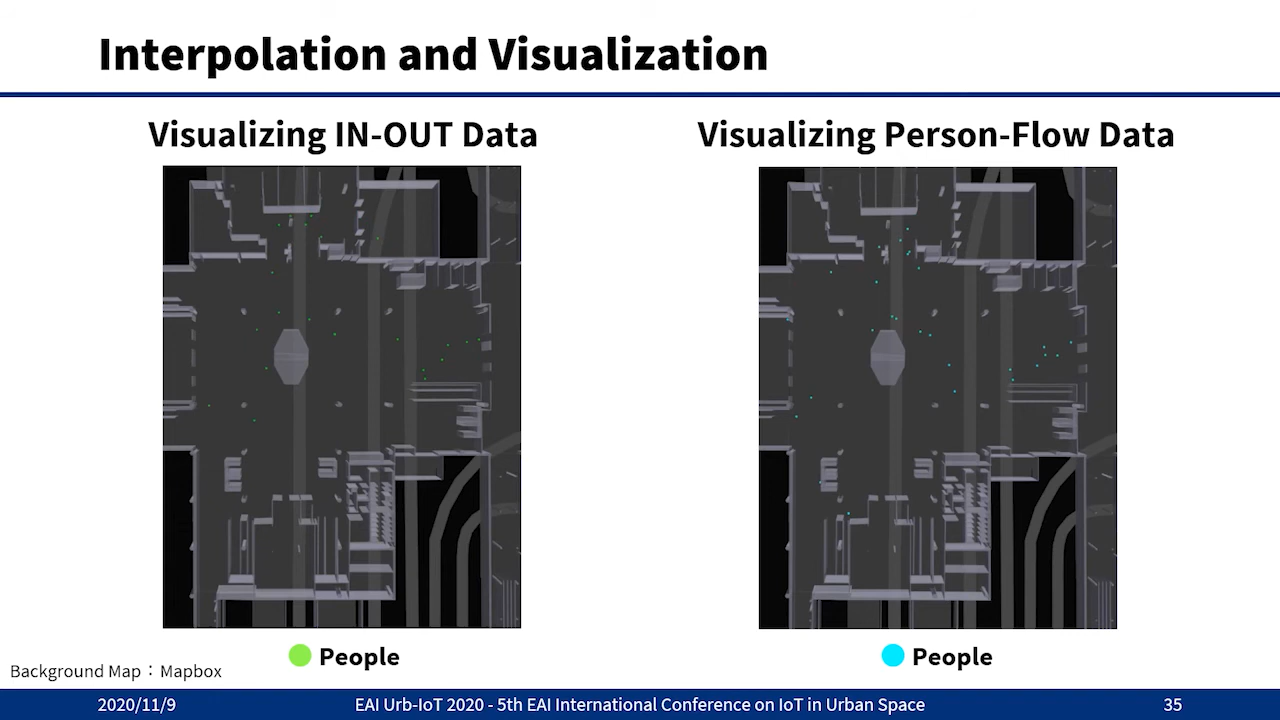 Interpolation and Visualization
Visualizing IN-OUT Data
Visualizing Person-Flow Data
People
People
Background Map：Mapbox
2020/11/9
EAI Urb-IoT 2020 - 5th EAI International Conference on IoT in Urban Space
35